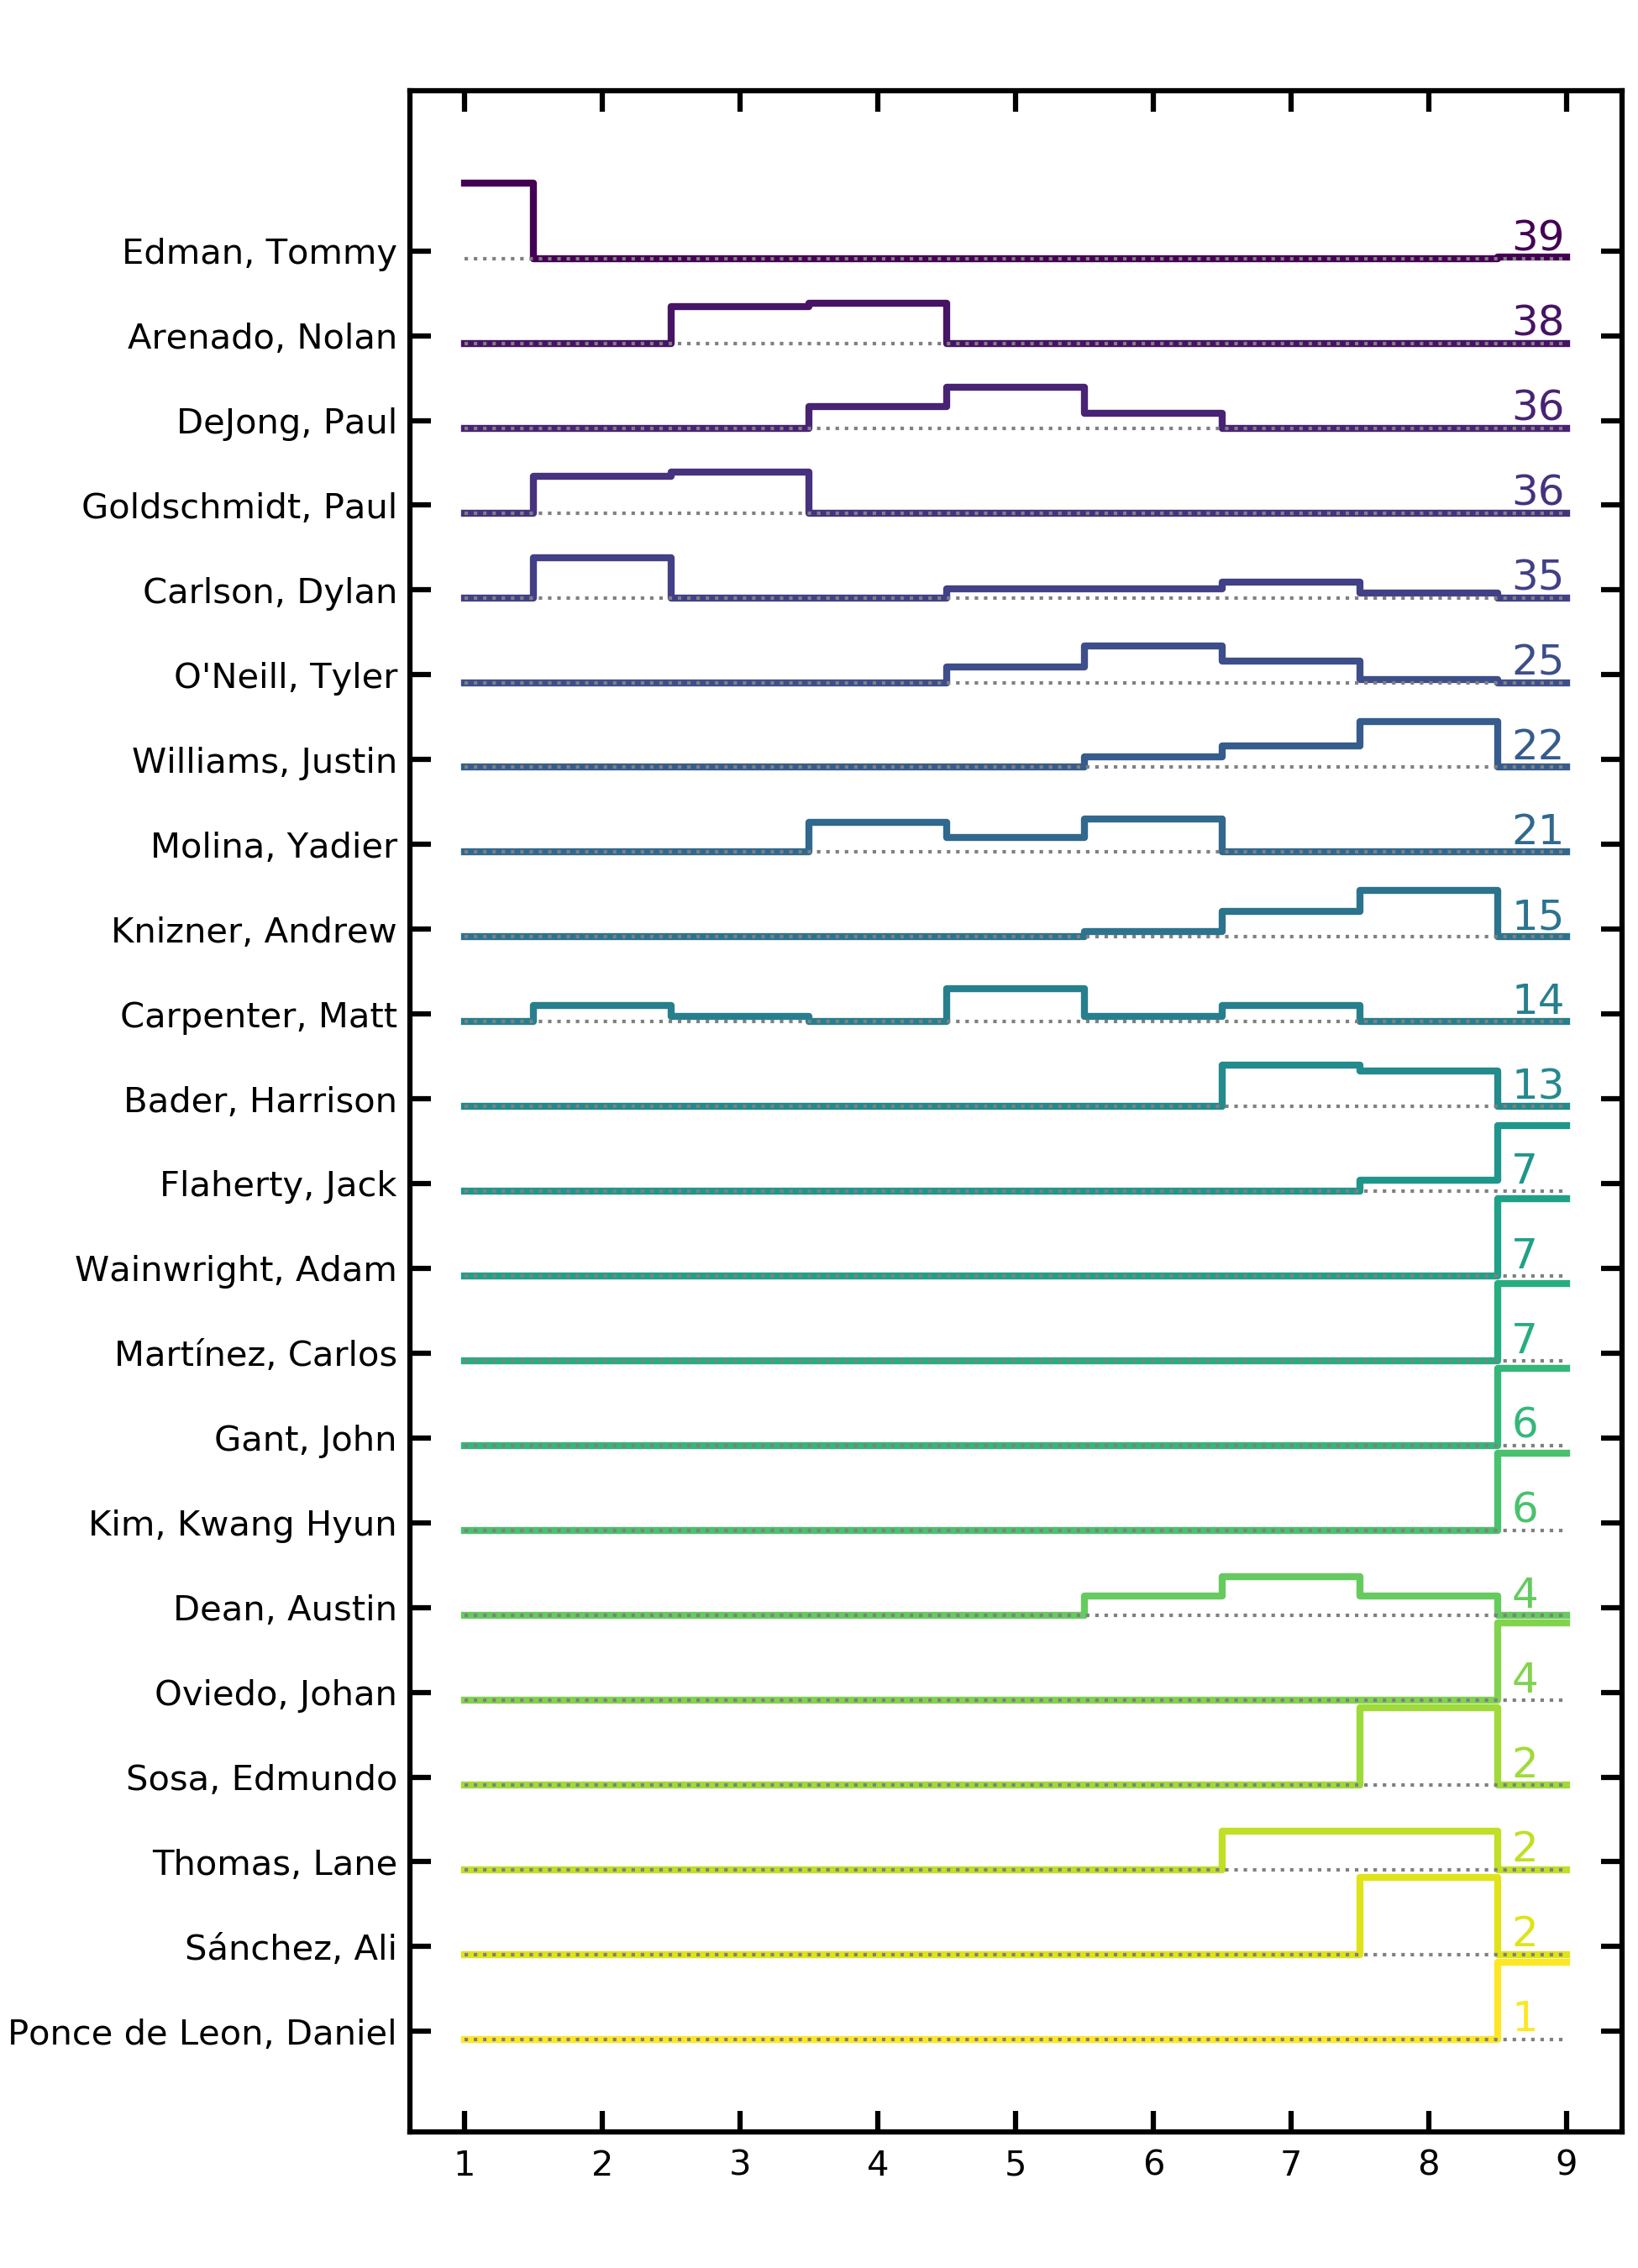 Edman, Tommy 39
Arenado, Nolan 38
DeJong, Paul 36
Goldschmidt, Paul 36
Carlson, Dylan 35
O'Neill, Tyler 25
Williams, Justin 22
Molina, Yadier 21
Knizner, Andrew 15
Carpenter, Matt 14
Bader, Harrison 13
Flaherty, Jack 7
Wainwright, Adam 7
Martínez, Carlos 7
Gant, John 6
Kim, Kwang Hyun 6
Dean, Austin 4
Oviedo, Johan 4
Sosa, Edmundo 2
Thomas, Lane 2
Sánchez, Ali 2
Ponce de Leon, Daniel 1
1 2 3 4 5 6 7 8 9